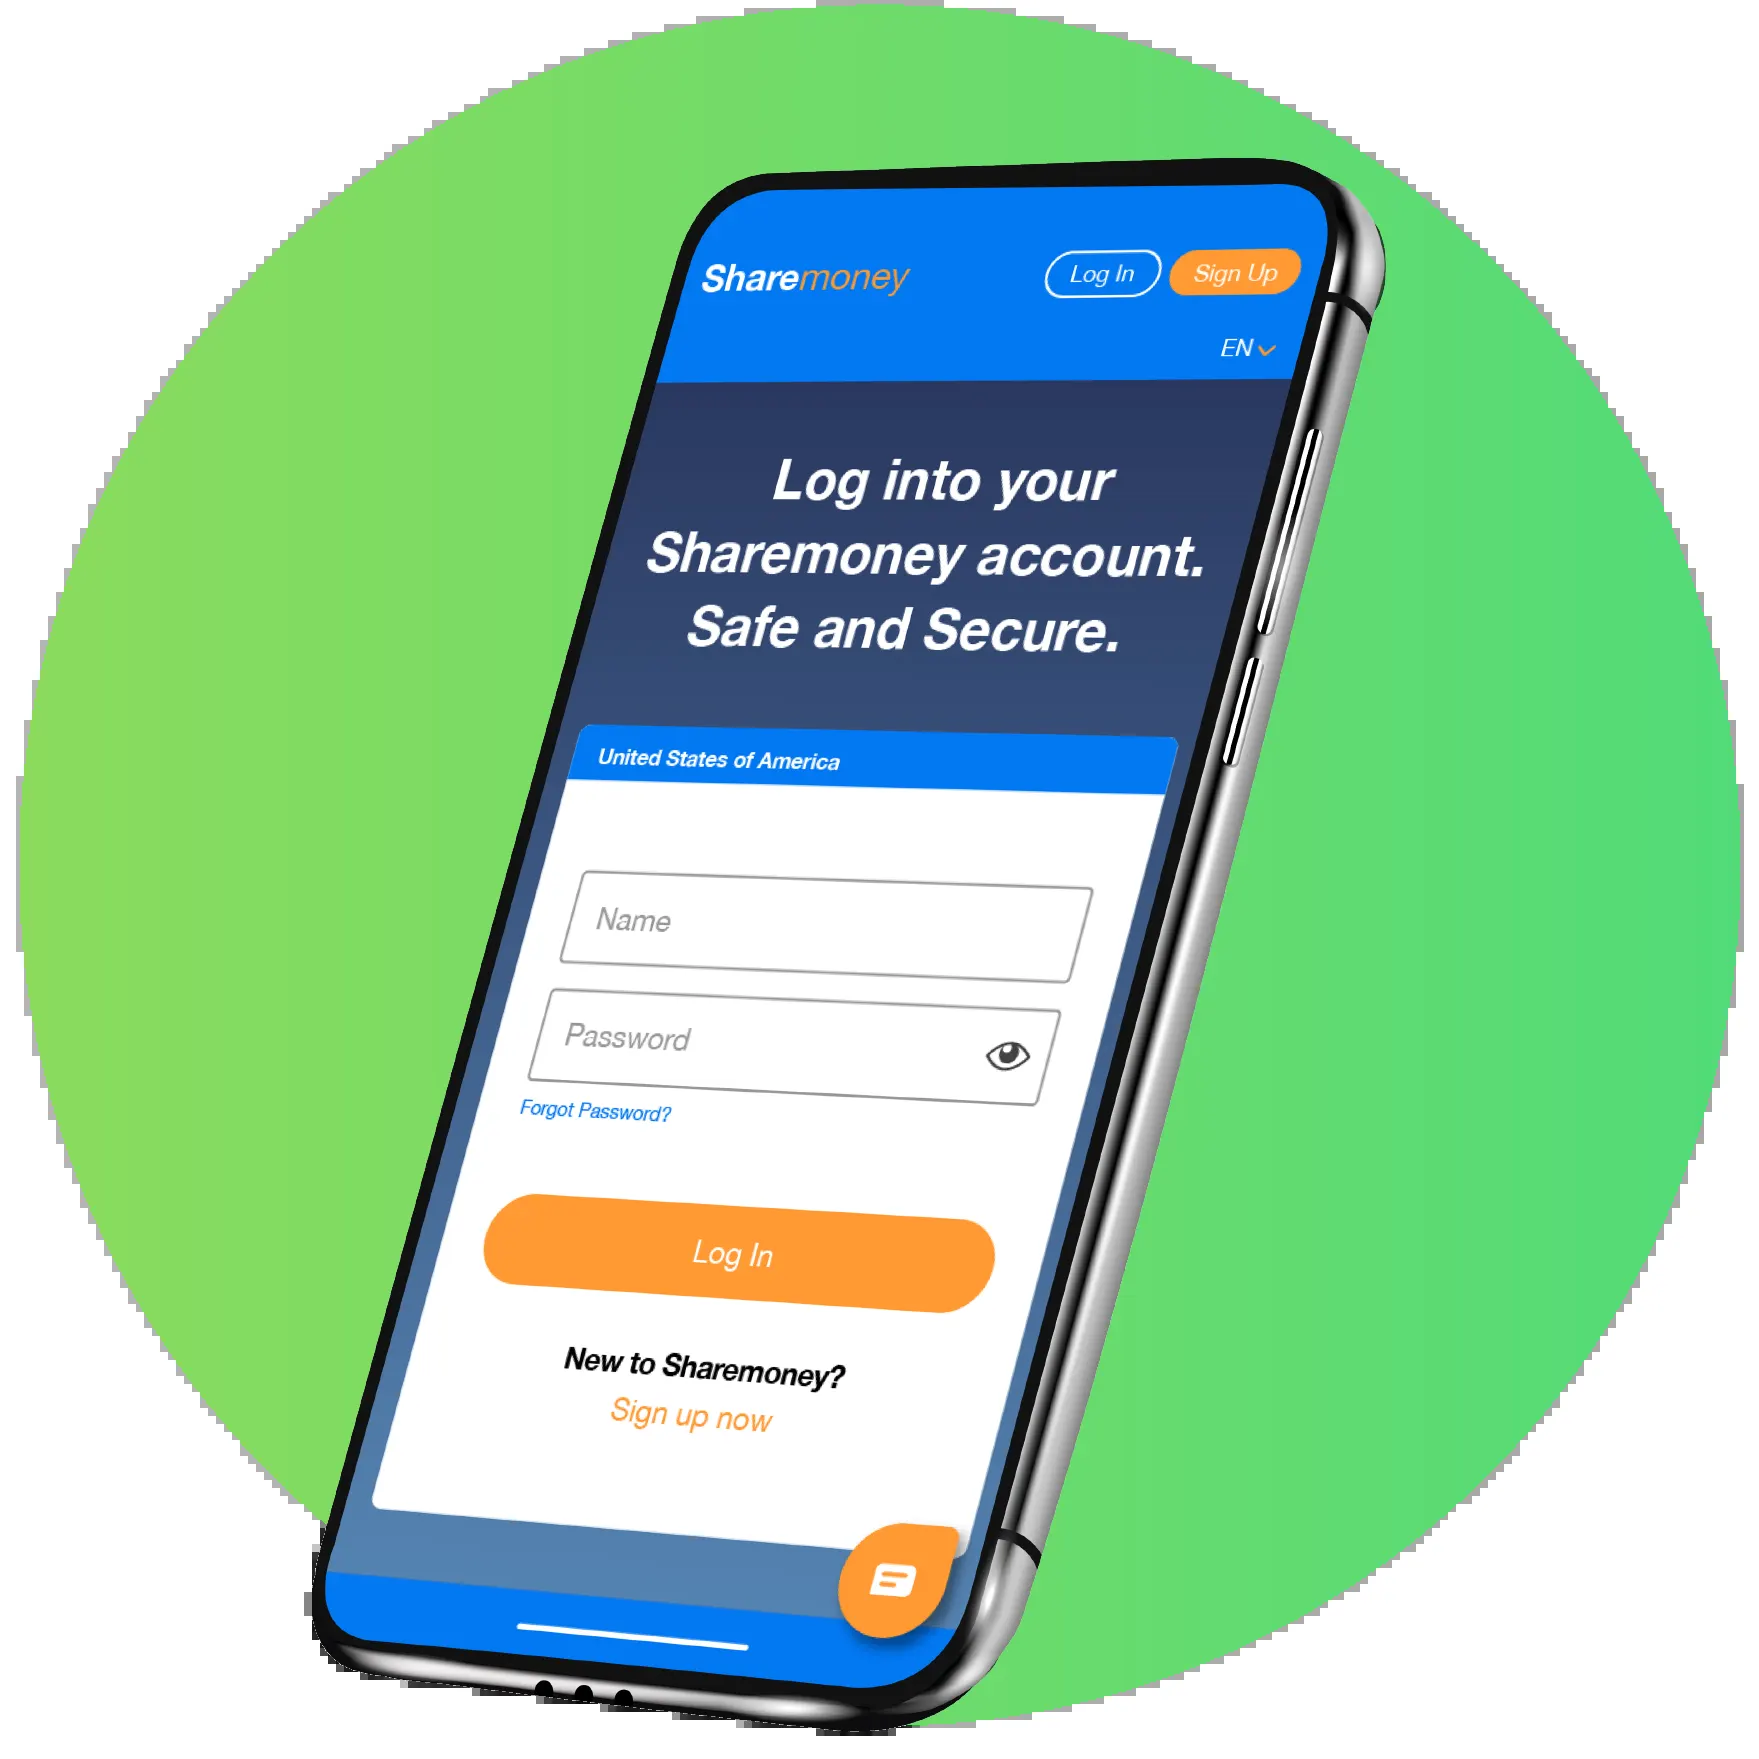 Sharemoney
Log In
Sign Up
EN
Log into your
Sharemoney account.
Safe and Secure.
United States of America
Name
Password
Forgot Password?
Log In
New to Sharemoney?
Sign up now